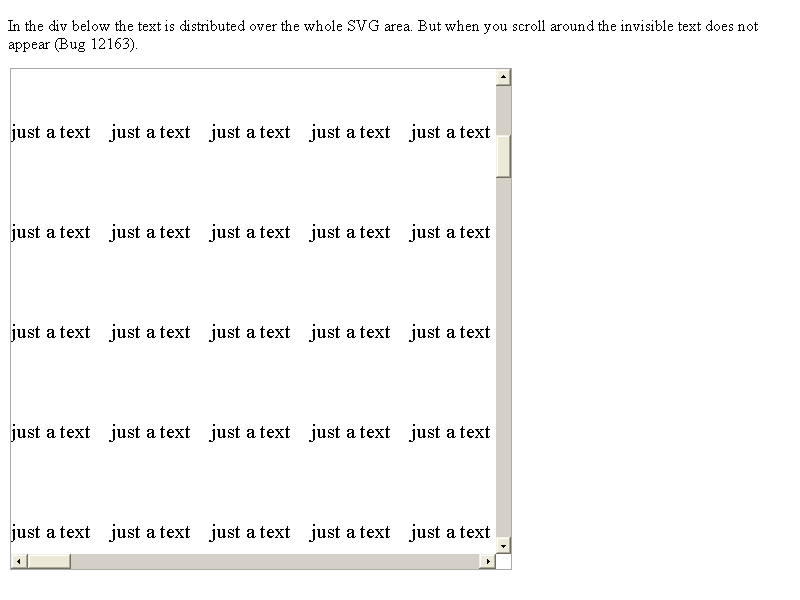 In the div below the text is distributed over the whole SVG area. But when you scroll around the invisible text does not
appear (Bug 12163).
just a text just a text just a text just a text just a text
just a text just a text just a text just a text just a text
just a text just a text just a text just a text just a text
just a text just a text just a text just a text just a text
just a text just a text just a text just a text just a text